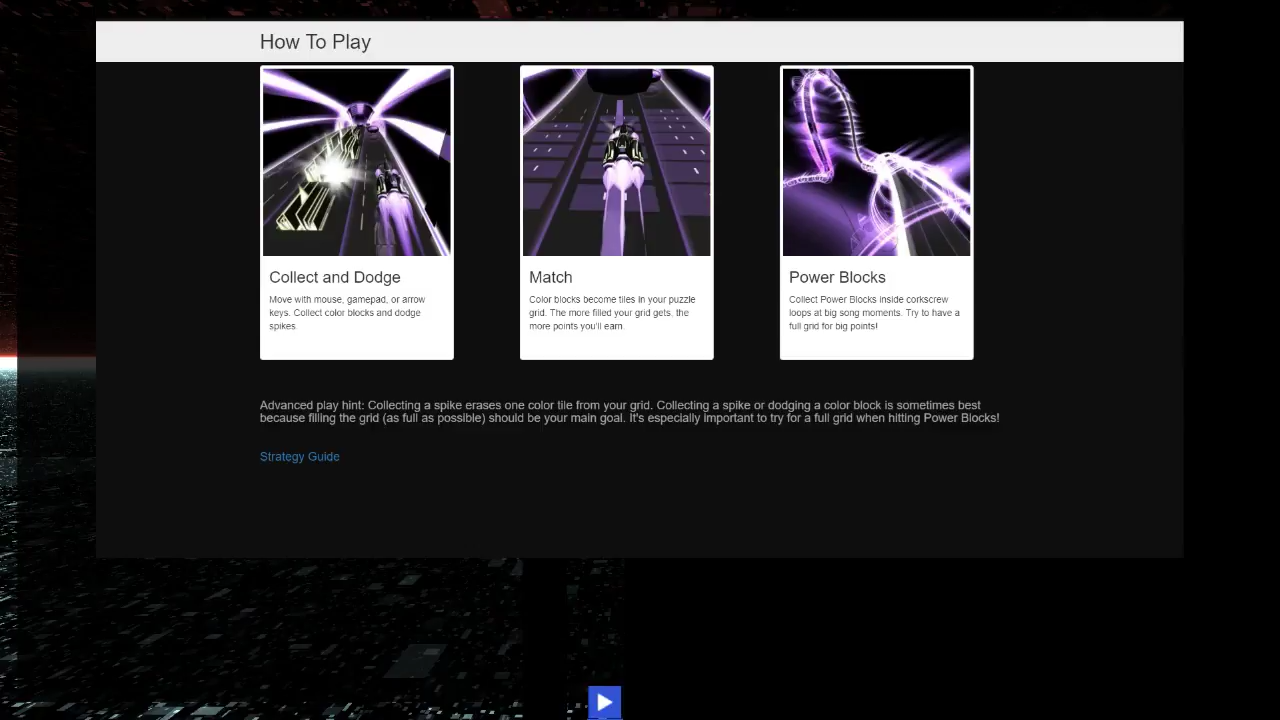 How To Play
Collect and Dodge
Move with mouse, gamepad, or arrow
keys. Collect color blocks and dodge
spikes.
Match
Color blocks become tiles in your puzzle
grid. The more filled your grid gets, the
more points you'll earn.
Power Blocks
Collect Power Blocks inside corkscrew
loops at big song moments. Try to have a
full grid for big points!
Advanced play hint: Collecting a spike erases one color tile from your grid. Collecting a spike or dodging a color block is sometimes best
because filling the grid (as full as possible) should be your main goal. It's especially important to try for a full grid when hitting Power Blocks!
Strategy Guide